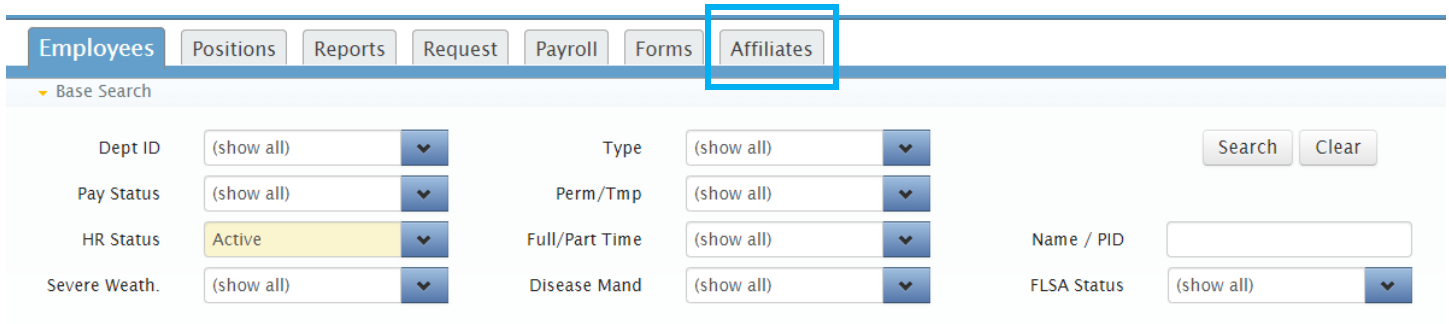 Employees Positions Reports Request Payroll Forms Affiliates
Base Search
Dept ID (show all) Type (show all) Search Clear
Pay Status (show all) Perm/Tmp (show all)
HR Status Active Full/Part Time (show all) Name / PID
Severe Weath. (show all) Disease Mand (show all) FLSA Status (show all)